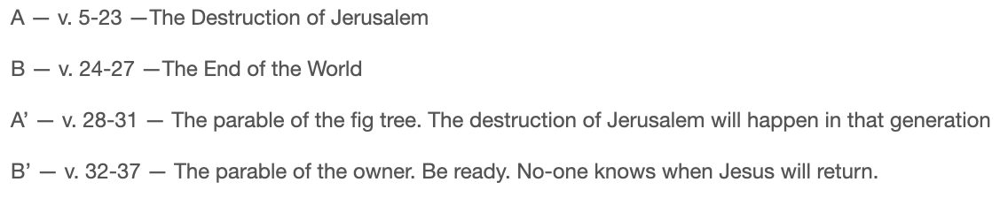 A — v. 5-23 —The Destruction of Jerusalem
B — v. 24-27 —The End of the World
A’ — v. 28-31 — The parable of the fig tree. The destruction of Jerusalem will happen in that generation
B’ — v. 32-37 — The parable of the owner. Be ready. No-one knows when Jesus will return.